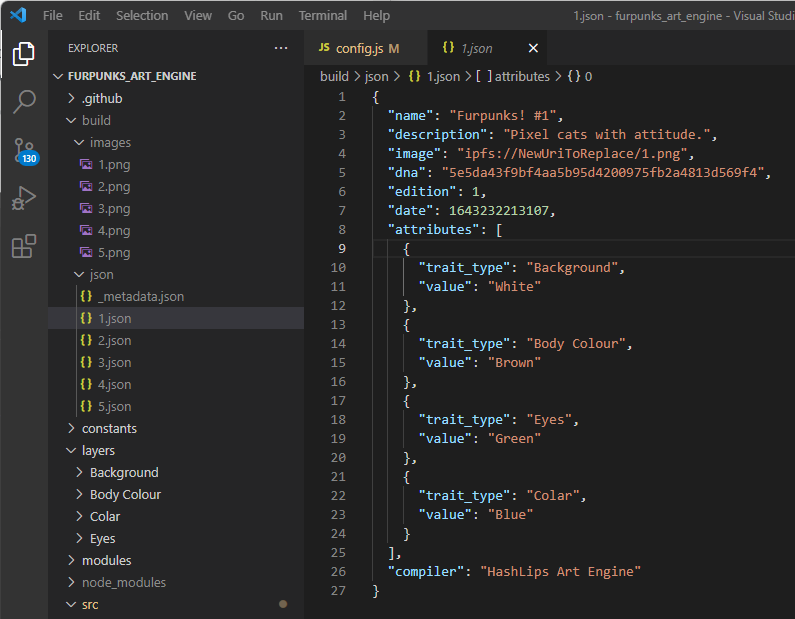 File Edit Selection View Go Run Terminal Help 1.json - furpunks_art_engine - Visual Studi
EXPLORER ...
FURPUNKS_ART_ENGINE
.github
build
images
1.png
2.png
3.png
4.png
5.png
json
_metadata.json
1.json
2.json
3.json
4.json
5.json
constants
layers
Background
Body Colour
Colar
Eyes
modules
node_modules
src
130
JS config.js M {} 1.json ×
build > json > {} 1.json > [ ] attributes > {} 0
1 {
2 "name": "Furpunks! #1",
3 "description": "Pixel cats with attitude.",
4 "image": "ipfs://NewUriToReplace/1.png",
5 "dna": "5e5da43f9bf4aa5b95d4200975fb2a4813d569f4",
6 "edition": 1,
7 "date": 1643232213107,
8 "attributes": [
9 {
10 "trait_type": "Background",
11 "value": "White"
12 },
13 {
14 "trait_type": "Body Colour",
15 "value": "Brown"
16 },
17 {
18 "trait_type": "Eyes",
19 "value": "Green"
20 },
21 {
22 "trait_type": "Colar",
23 "value": "Blue"
24 }
25 ],
26 "compiler": "HashLips Art Engine"
27 }